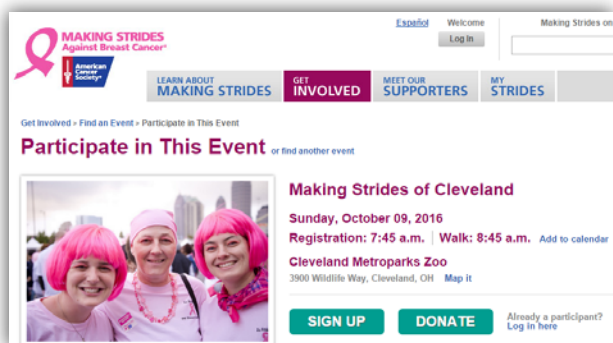 Español Welcome Making Strides on
Log In
MAKING STRIDES
Against Breast Cancer®
American
Cancer
Society®
LEARN ABOUT
MAKING STRIDES
GET
INVOLVED
MEET OUR
SUPPORTERS
MY
STRIDES
Get Involved » Find an Event » Participate in This Event
Participate in This Event or find another event
Making Strides of Cleveland
Sunday, October 09, 2016
Registration: 7:45 a.m. | Walk: 8:45 a.m. Add to calendar
Cleveland Metroparks Zoo
3900 Wildlife Way, Cleveland, OH Map it
SIGN UP
DONATE
Already a participant?
Log in here